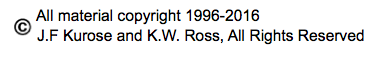 © All material copyright 1996-2016
J.F Kurose and K.W. Ross, All Rights Reserved